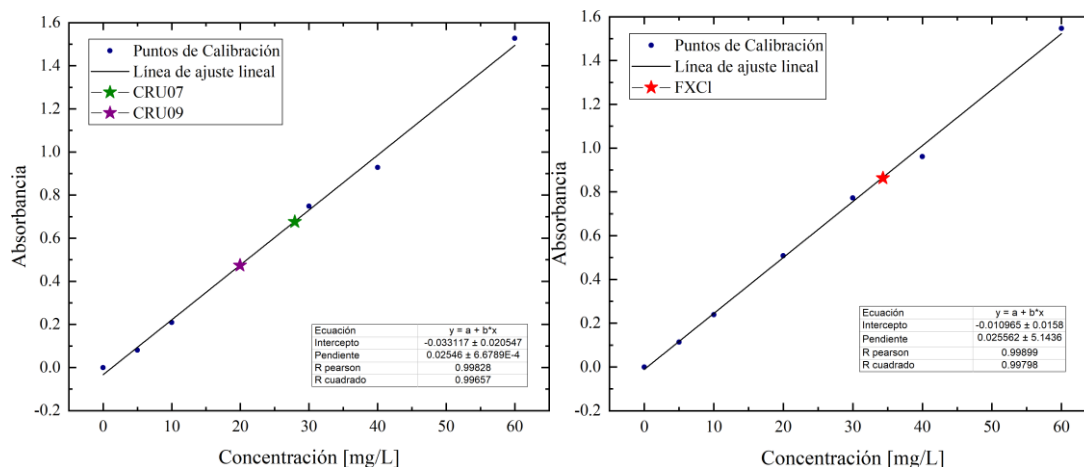 1.6
1.4
1.2
1.0
0.8
0.6
0.4
0.2
0.0
-0.2
Absorbancia
Puntos de Calibración
Línea de ajuste lineal
CRU07
CRU09
Ecuación y = a + b*x
Intercepto -0.033117 ± 0.020547
Pendiente 0.02546 ± 6.6789E-4
R pearson 0.99828
R cuadrado 0.99657
0 10 20 30 40 50 60
Concentración [mg/L]
1.6
1.4
1.2
1.0
0.8
0.6
0.4
0.2
0.0
-0.2
Absorbancia
Puntos de Calibración
Línea de ajuste lineal
FXCl
Ecuación y = a + b*x
Intercepto -0.010965 ± 0.0158
Pendiente 0.025562 ± 5.1436
R pearson 0.99899
R cuadrado 0.99798
0 10 20 30 40 50 60
Concentración [mg/L]